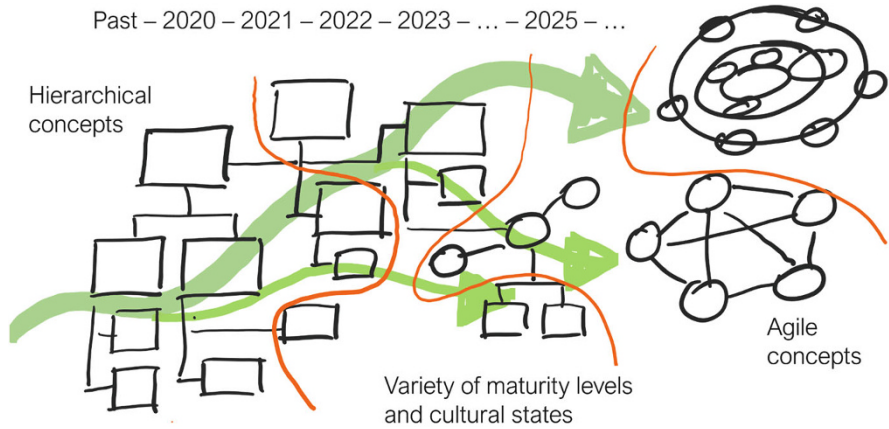 Past – 2020 – 2021 – 2022 – 2023 – ... – 2025 – ...
Hierarchical
concepts
Agile
concepts
Variety of maturity levels
and cultural states